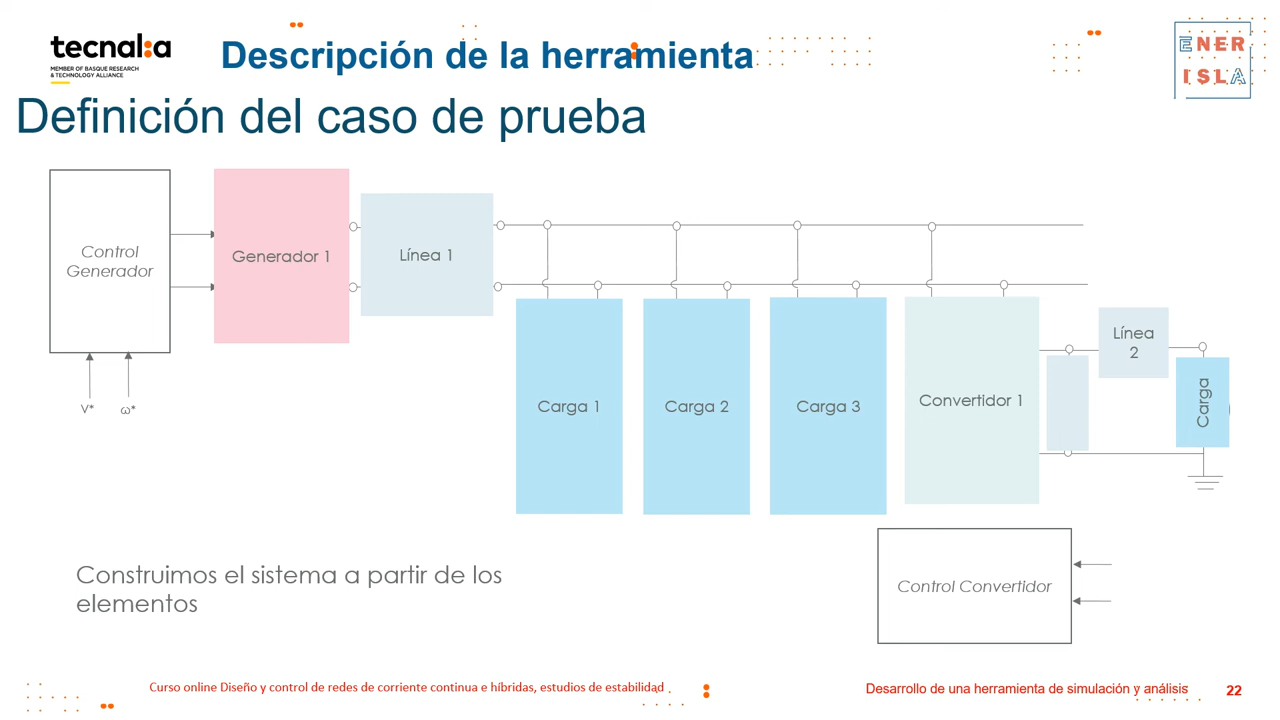 tecnal:a
MEMBER OF BASQUE RESEARCH
& TECHNOLOGY ALLIANCE
Descripción de la herramienta
ENER
ISLA
Definición del caso de prueba
Control
Generador
Generador 1
Línea 1
V*
ω*
Carga 1
Carga 2
Carga 3
Convertidor 1
Línea
2
Carga
Control Convertidor
Construimos el sistema a partir de los
elementos
Curso online Diseño y control de redes de corriente continua e híbridas, estudios de estabilidad
Desarrollo de una herramienta de simulación y análisis
22